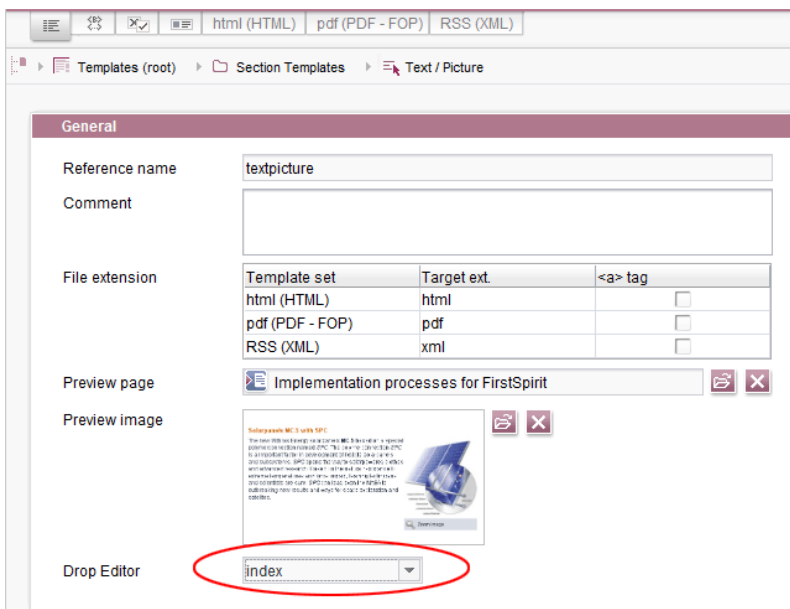 html (HTML) pdf (PDF - FOP) RSS (XML)
Templates (root) Section Templates Text / Picture
General
Reference name textpicture
Comment
File extension Template set Target ext. <a> tag
html (HTML) html
pdf (PDF - FOP) pdf
RSS (XML) xml
Preview page Implementation processes for FirstSpirit
Preview image
Solarpanels MC 5 with SPC
Drop Editor index